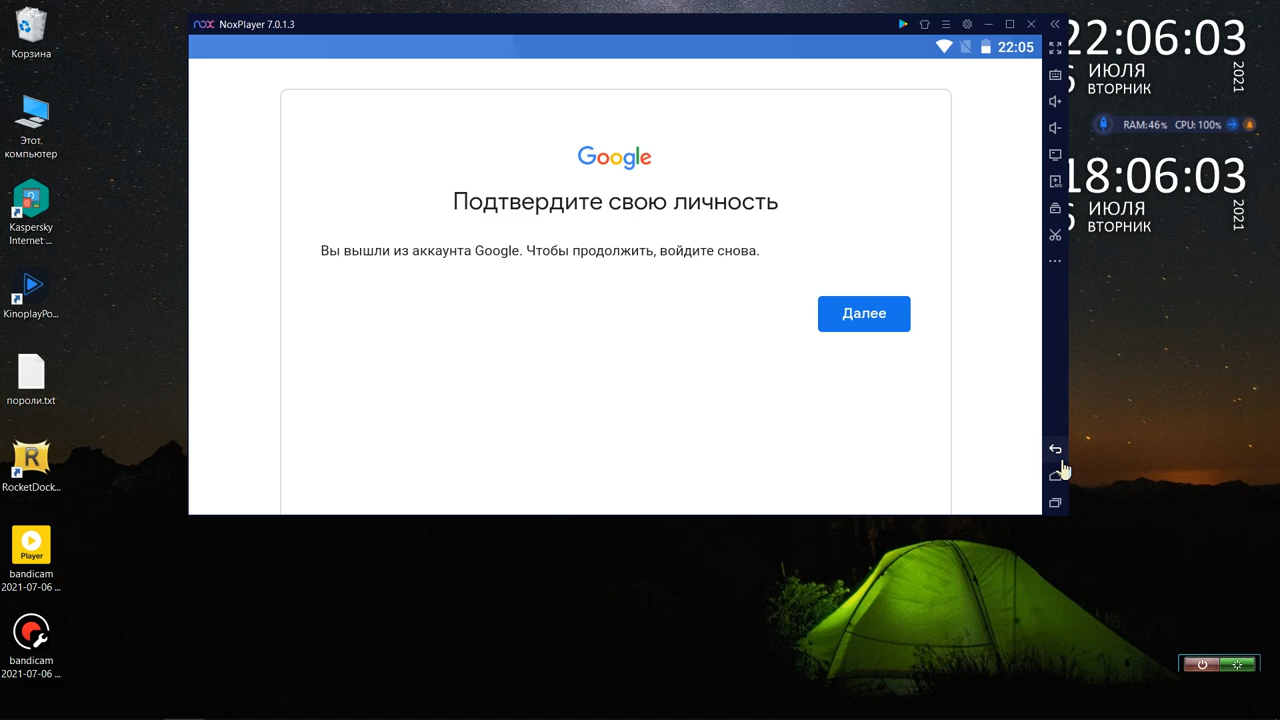 Корзина
Этот
компьютер
Kaspersky
Internet ...
KinoplayPo...
пороли.txt
RocketDock...
Player
bandicam
2021-07-06 ...
bandicam
2021-07-06 ...
nox NoxPlayer 7.0.1.3
22:05
Google
Подтвердите свою личность
Вы вышли из аккаунта Google. Чтобы продолжить, войдите снова.
Далее
22:06:03
ИЮЛЯ
ВТОРНИК
2021
RAM:46% CPU: 100%
18:06:03
ИЮЛЯ
ВТОРНИК
2021